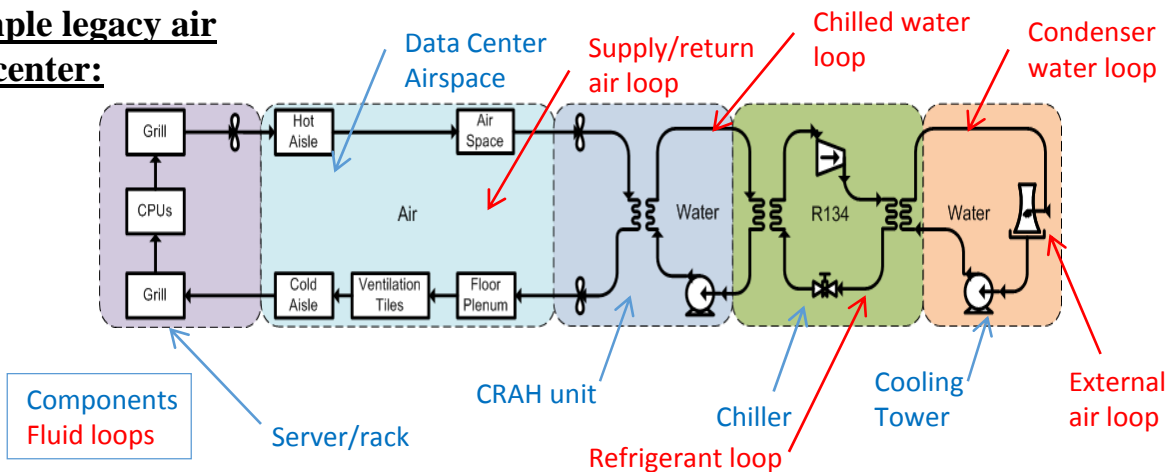 legacy air
center:
Data Center
Airspace
Supply/return
air loop
Chilled water
loop
Condenser
water loop
Grill
Hot
Aisle
Air
Space
CPUs
Air
Water
R134
Water
Grill
Cold
Aisle
Ventilation
Tiles
Floor
Plenum
Components
Fluid loops
Server/rack
CRAH unit
Chiller
Refrigerant loop
Cooling
Tower
External
air loop